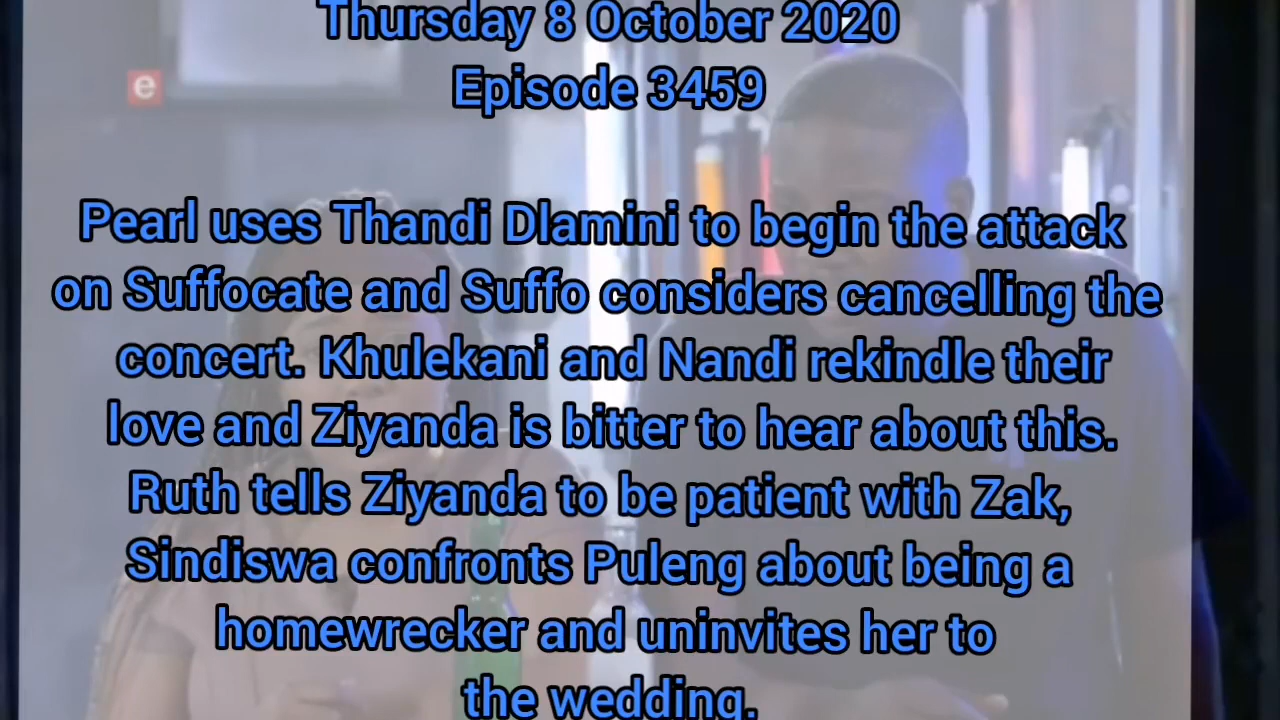 Thursday 8 October 2020
e
Episode 3459
Pearl uses Thandi Dlamini to begin the attack
on Suffocate and Suffo considers cancelling the
concert. Khulekani and Nandi rekindle their
love and Ziyanda is bitter to hear about this.
Ruth tells Ziyanda to be patient with Zak,
Sindiswa confronts Puleng about being a
homewrecker and uninvites her to
the wedding.